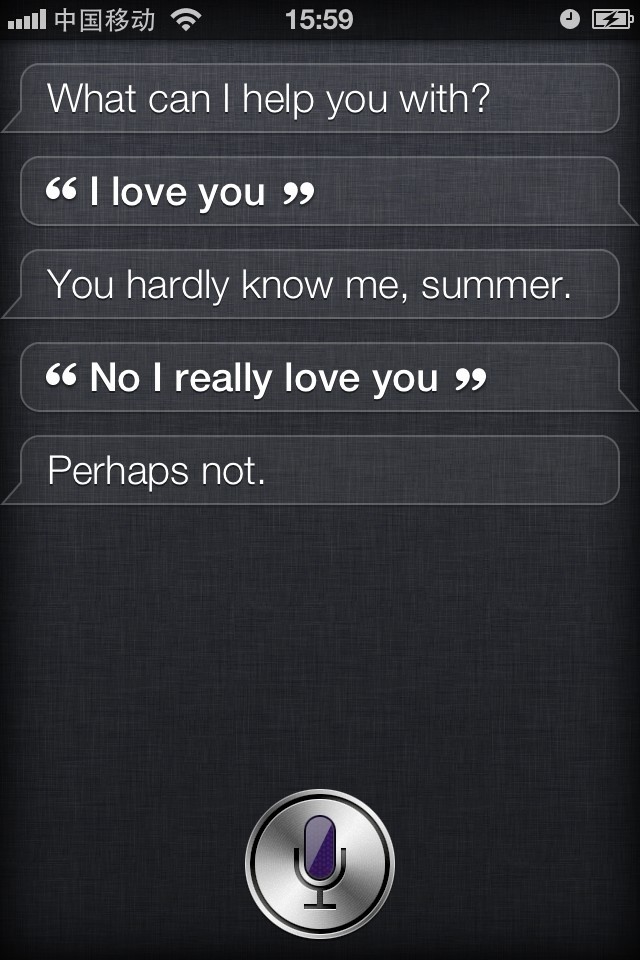 中国移动 15:59
What can I help you with?
“ I love you ”
You hardly know me, summer.
“ No I really love you ”
Perhaps not.